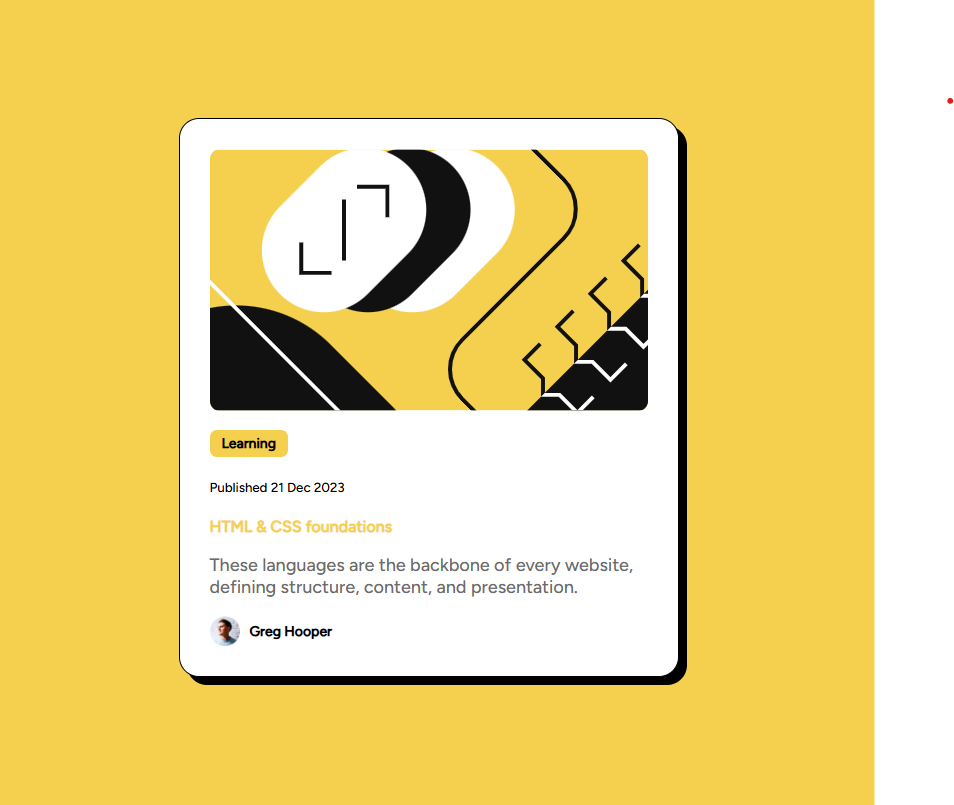 Learning
Published 21 Dec 2023
HTML & CSS foundations
These languages are the backbone of every website,
defining structure, content, and presentation.
Greg Hooper